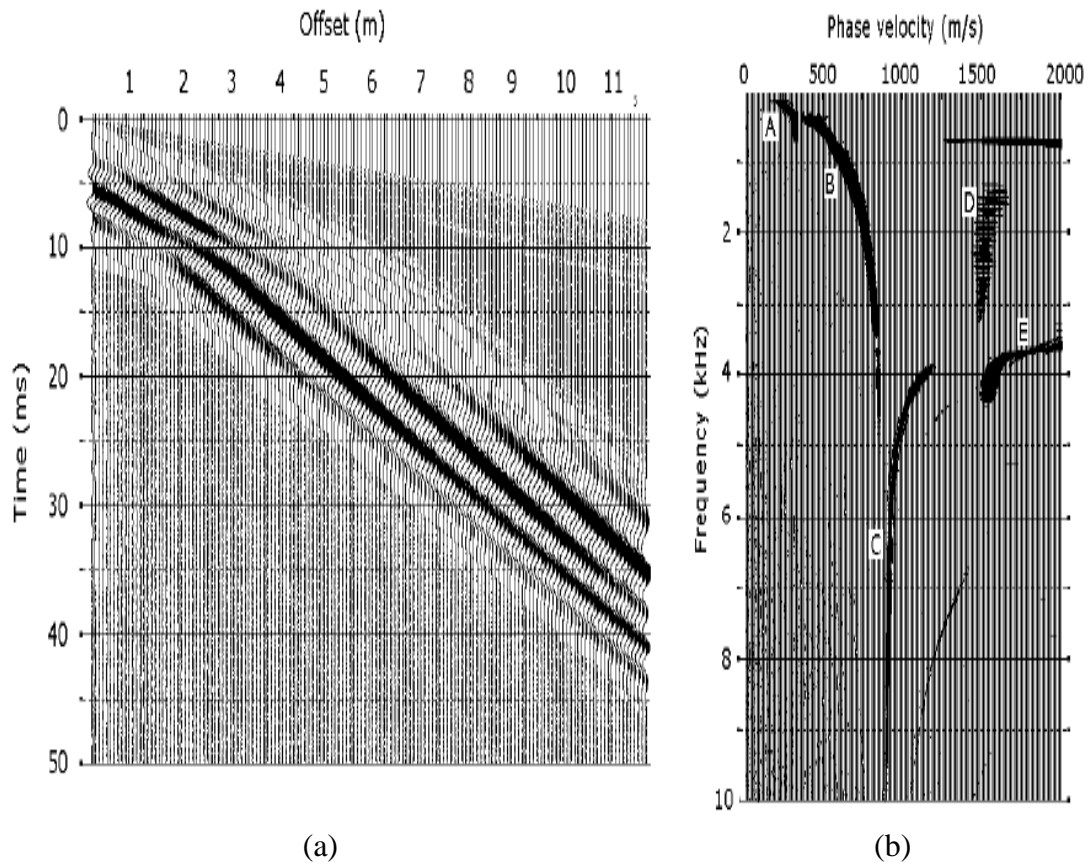 Offset (m)
1 2 3 4 5 6 7 8 9 10 11
Time (ms)
0
10
20
30
40
50
(a)
Phase velocity (m/s)
0 500 1000 1500 2000
Frequency (kHz)
2
4
6
8
10
A
B
D
E
C
(b)